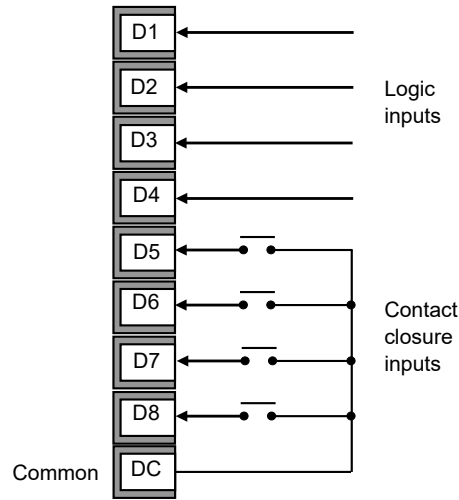 D1
D2
Logic
inputs
D3
D4
D5
D6
Contact
closure
inputs
D7
D8
Common
DC